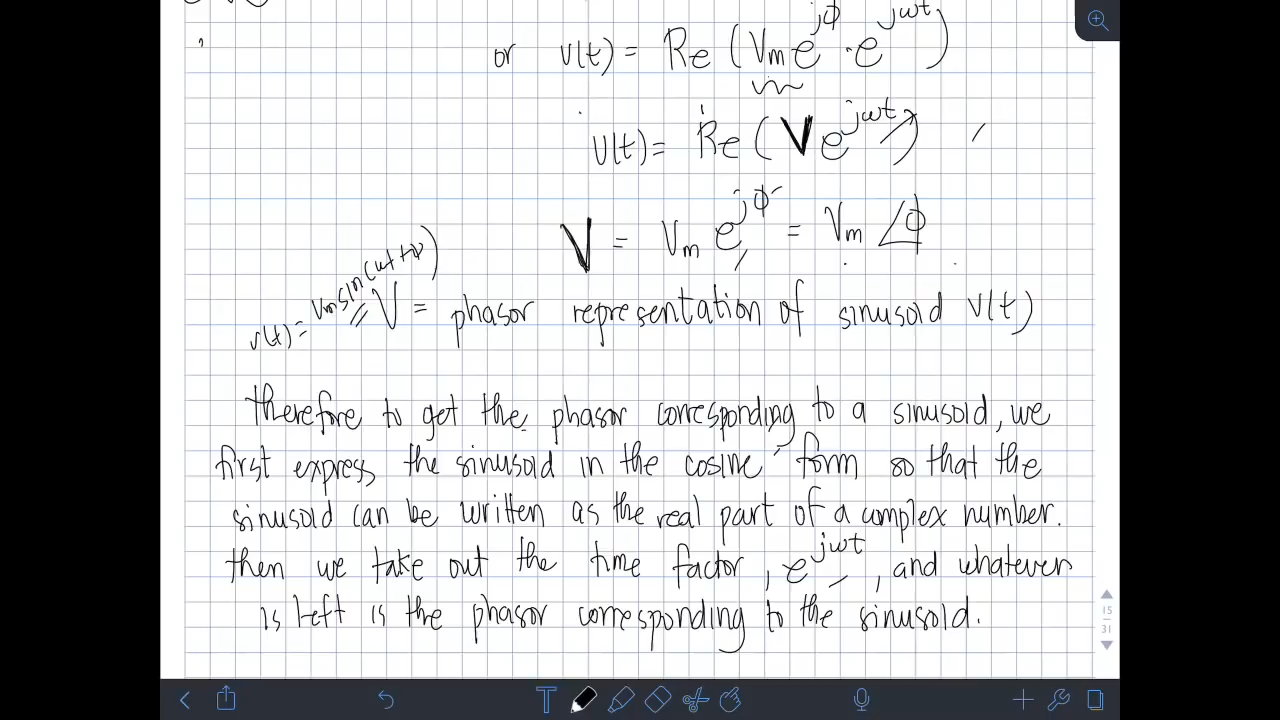 or v(t) = Re (Vm e^jϕ · e^jωt)
v(t) = Re (V e^jωt)
V = Vm e^jϕ = Vm ∠ϕ
v(t) = Vm sin(ωt +
V = phasor representation of sinusoid v(t)
therefore to get the phasor corresponding to a sinusoid, we
first express the sinusoid in the cosine form so that the
sinusoid can be written as the real part of a complex number.
then we take out the time factor, e^jωt, and whatever
is left is the phasor corresponding to the sinusoid.
15
31
T